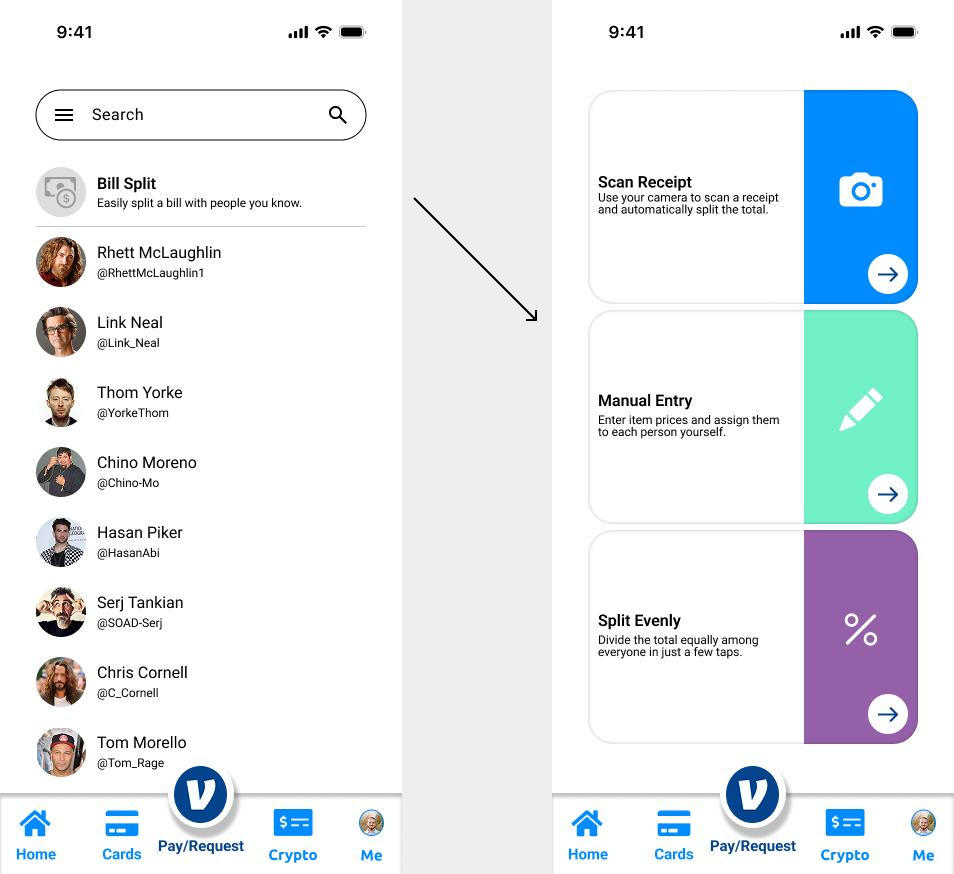 9:41
Search
Bill Split
Easily split a bill with people you know.
Rhett McLaughlin
@RhettMcLaughlin1
Link Neal
@Link_Neal
Thom Yorke
@YorkeThom
Chino Moreno
@Chino-Mo
Hasan Piker
@HasanAbi
Serj Tankian
@SOAD-Serj
Chris Cornell
@C_Cornell
Tom Morello
@Tom_Rage
Home
Cards
V
Pay/Request
$
Crypto
Me
9:41
Scan Receipt
Use your camera to scan a receipt
and automatically split the total.
Manual Entry
Enter item prices and assign them
to each person yourself.
Split Evenly
Divide the total equally among
everyone in just a few taps.
%
Home
Cards
V
Pay/Request
$
Crypto
Me